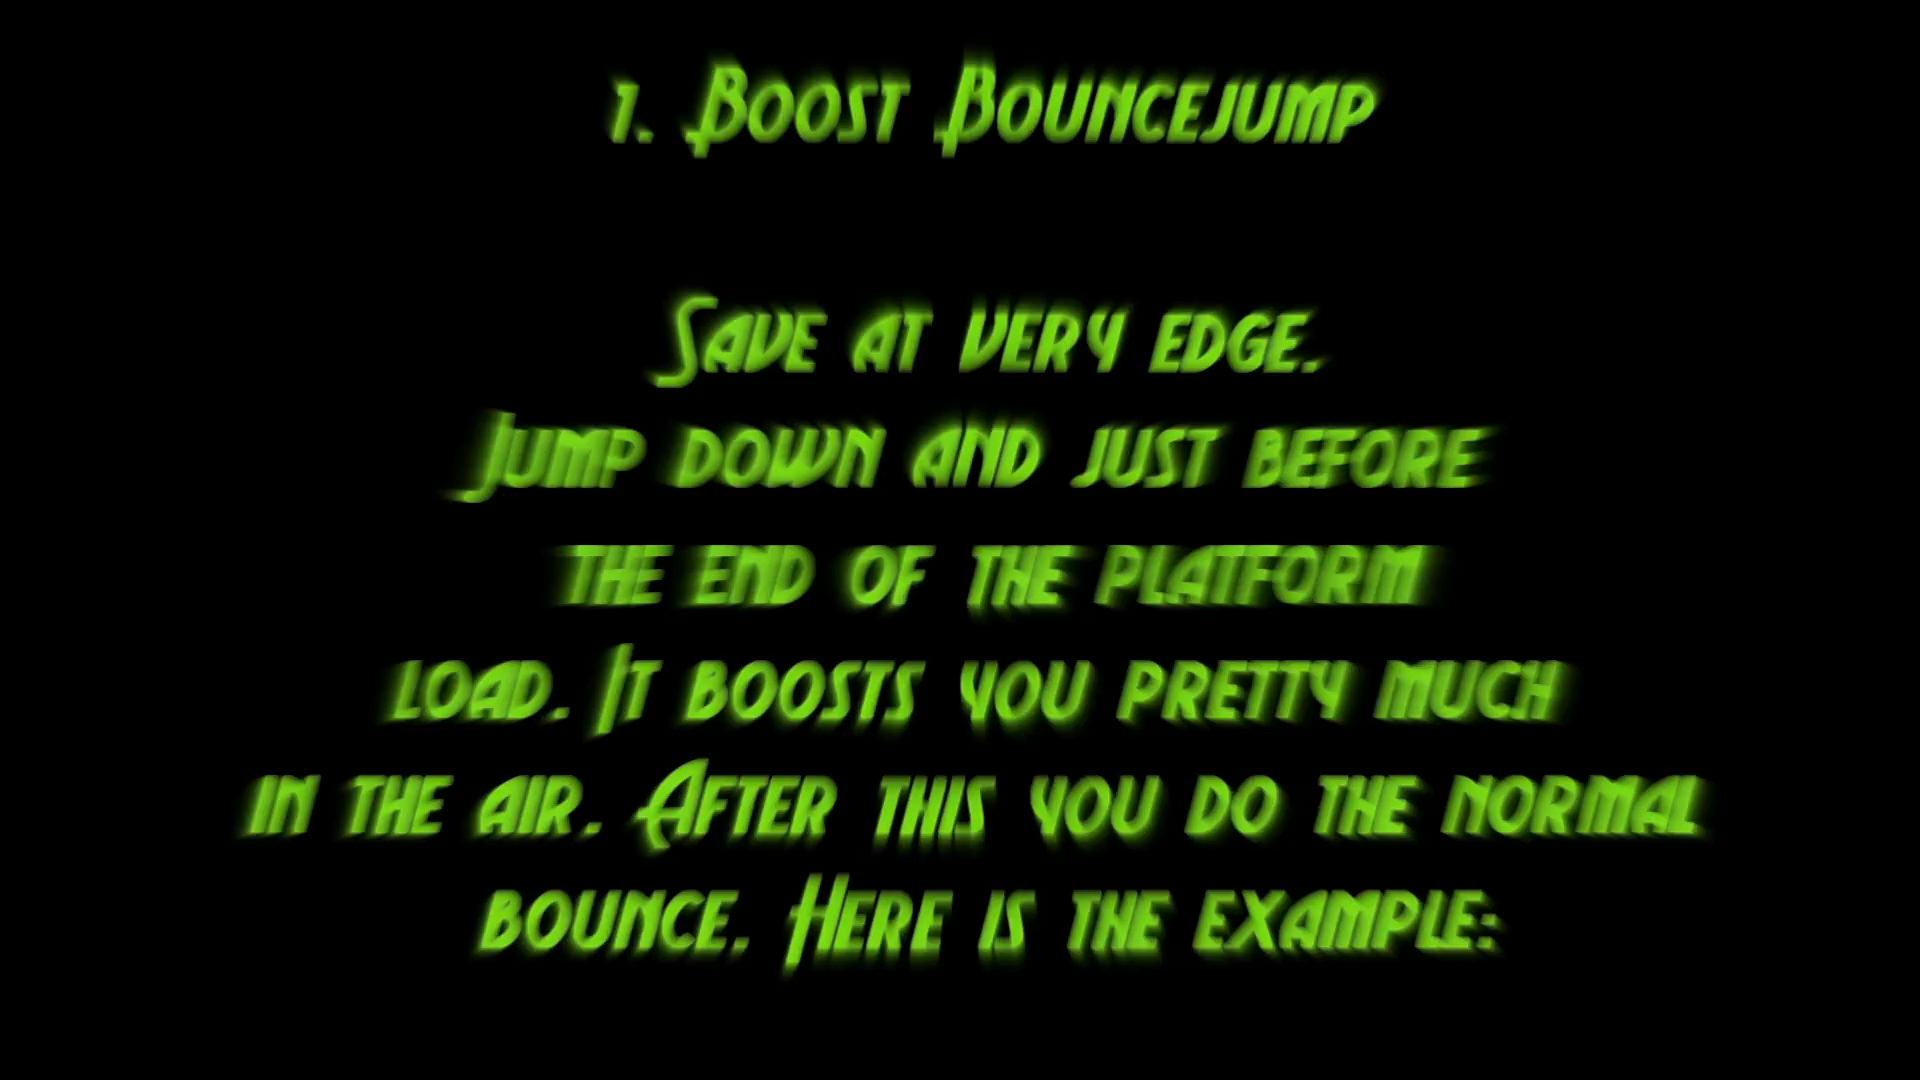 1. Boost Bouncejump
Save at very edge.
Jump down and just before
the end of the platform
load. It boosts you pretty much
in the air. After this you do the normal
bounce. Here is the example: